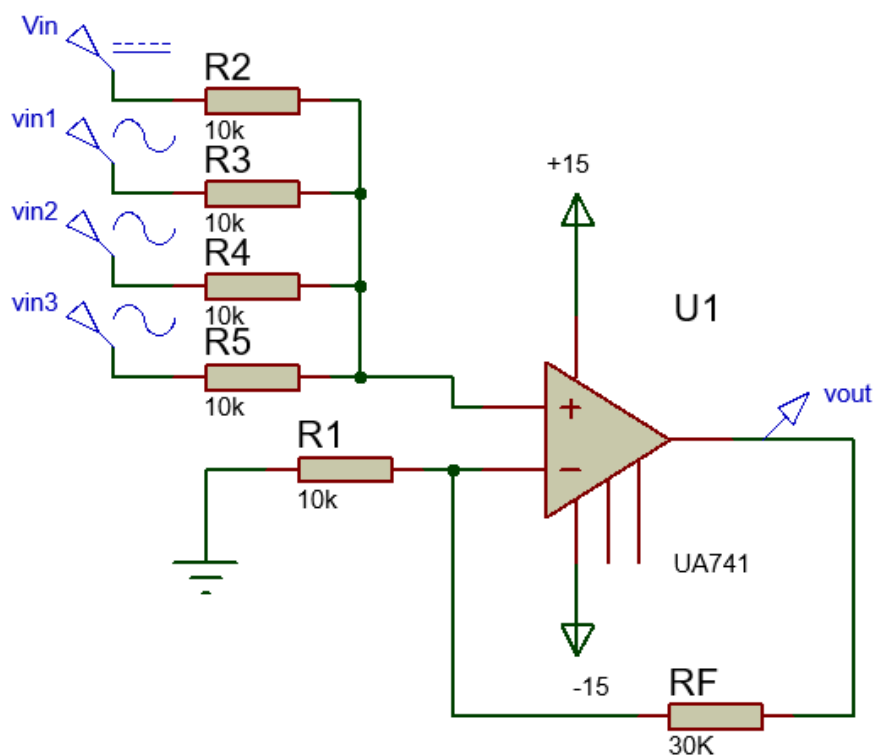 Vin
R2
10k
vin1
R3
10k
vin2
R4
10k
vin3
R5
10k
+15
U1
+
−
vout
R1
10k
UA741
-15
RF
30K